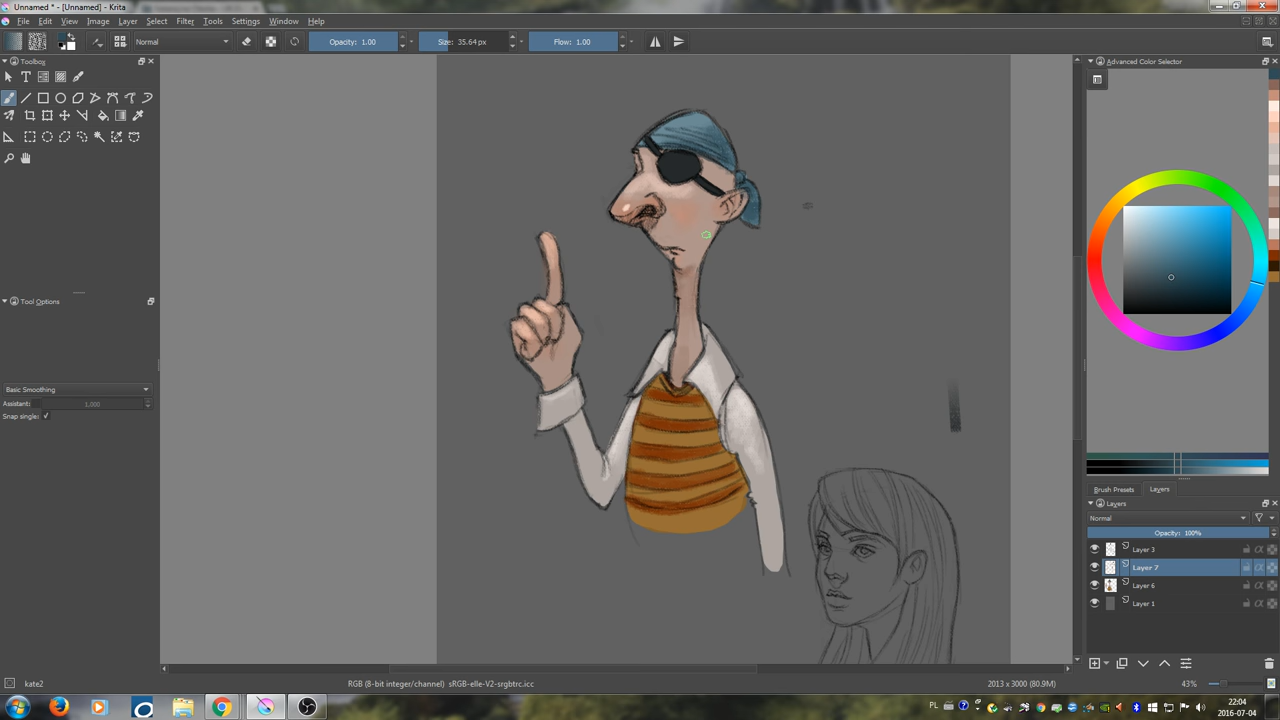 Unnamed * - [Unnamed] - Krita
File Edit View Image Layer Select Filter Tools Settings Window Help
Normal Opacity: 1.00 Size: 35.64 px Flow: 1.00
Toolbox
Tool Options
Basic Smoothing
Assistant: 1,000
Snap single:
Advanced Color Selector
Brush Presets Layers
Layers
Normal
Opacity: 100%
Layer 3
Layer 7
Layer 6
Layer 1
kate2 RGB (8-bit integer/channel) sRGB-elle-V2-srgbtrc.icc 2013 x 3000 (80.9M) 43%
PL 22:04
2016-07-04